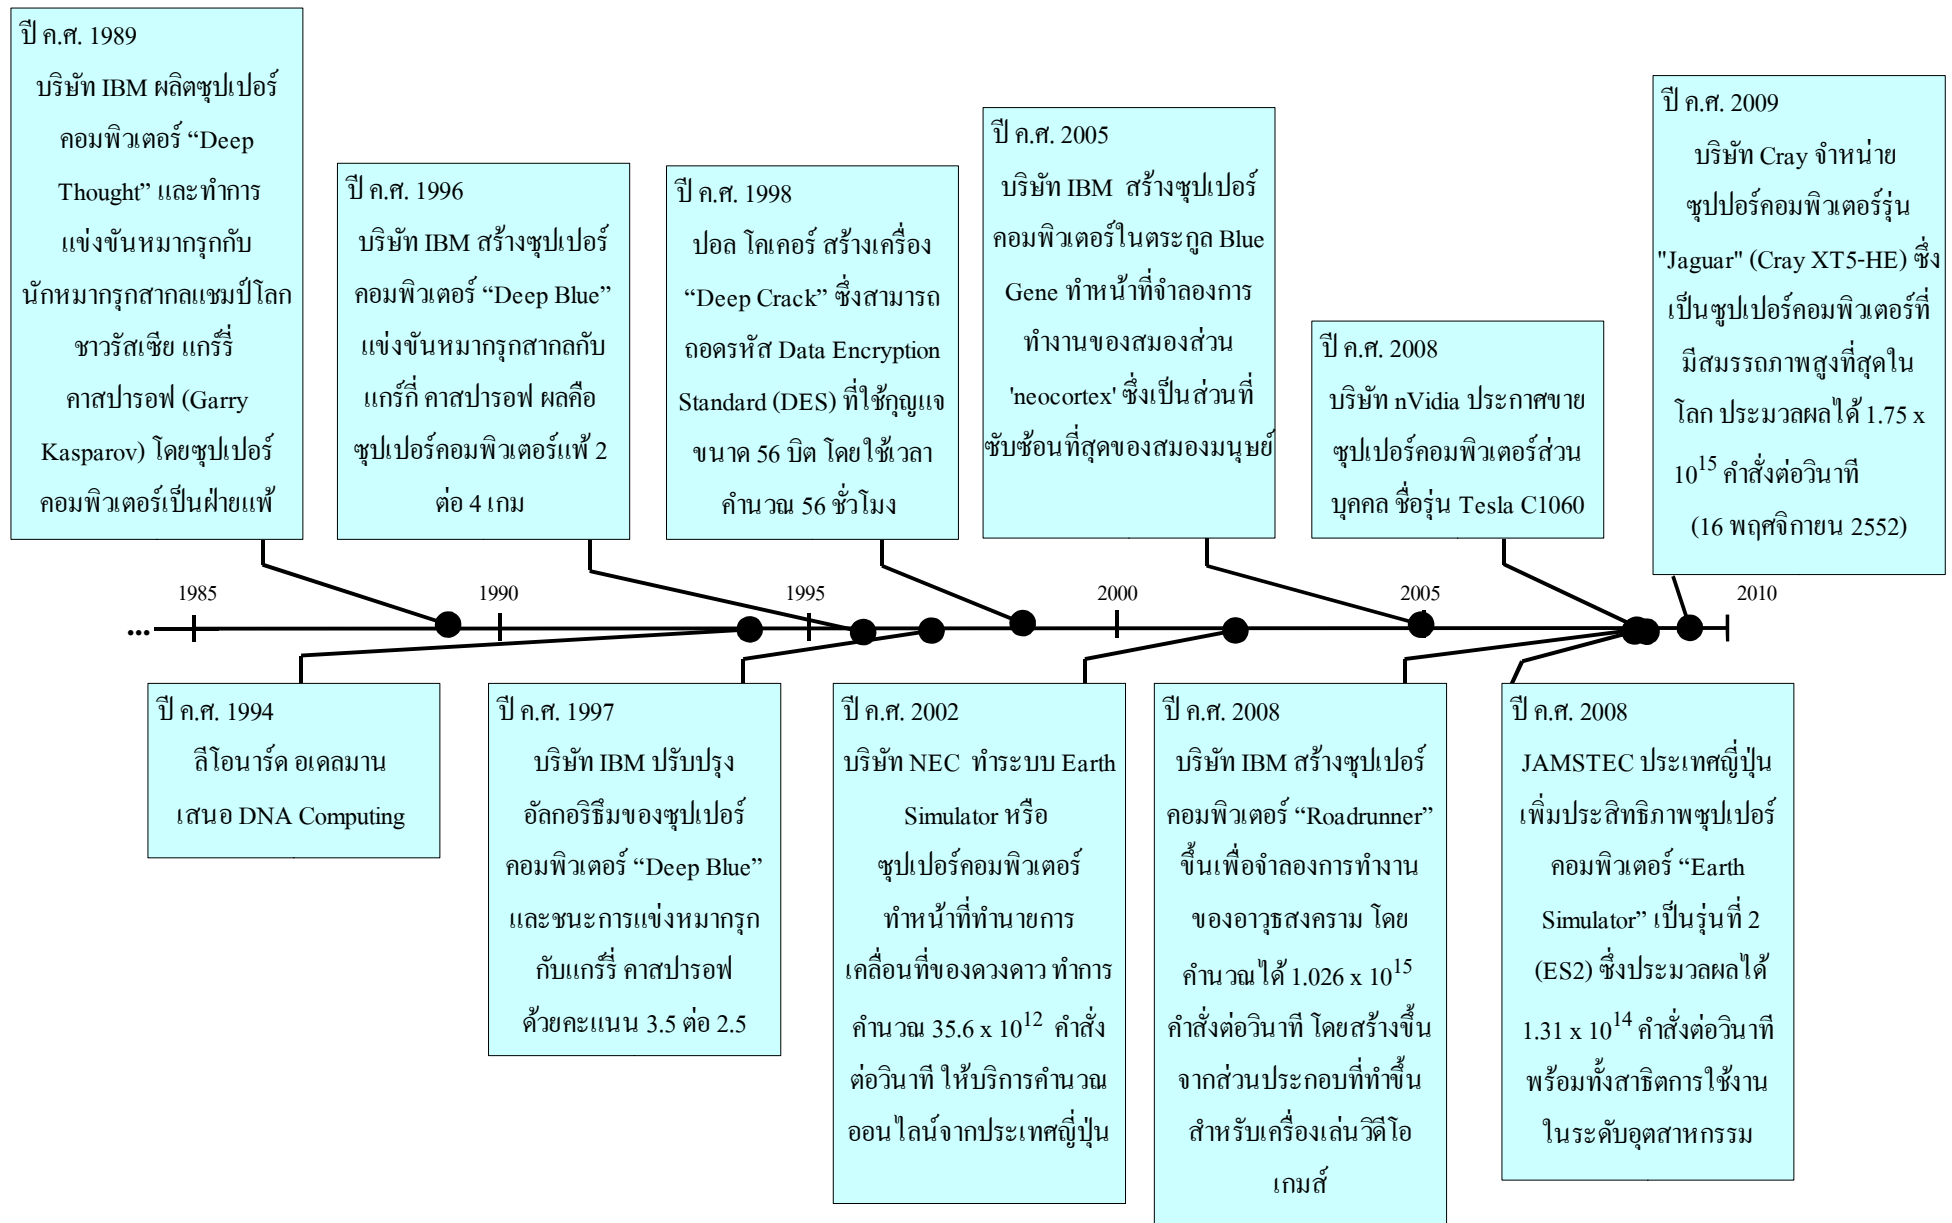 ปี ค.ศ. 1989
บริษัท IBM ผลิตซุปเปอร์
คอมพิวเตอร์ “Deep
Thought” และทำการ
แข่งขันหมากรุกกับ
นักหมากรุกสากลแชมป์โลก
ชาวรัสเซีย แกร์รี่
คาสปารอฟ (Garry
Kasparov) โดยซุปเปอร์
คอมพิวเตอร์เป็นฝ่ายแพ้
ปี ค.ศ. 1996
บริษัท IBM สร้างซุปเปอร์
คอมพิวเตอร์ “Deep Blue”
แข่งขันหมากรุกสากลกับ
แกร์กี่ คาสปารอฟ ผลคือ
ซุปเปอร์คอมพิวเตอร์แพ้ 2
ต่อ 4 เกม
ปี ค.ศ. 1998
ปอล โคเคอร์ สร้างเครื่อง
“Deep Crack” ซึ่งสามารถ
ถอดรหัส Data Encryption
Standard (DES) ที่ใช้กุญแจ
ขนาด 56 บิต โดยใช้เวลา
คำนวณ 56 ชั่วโมง
ปี ค.ศ. 2005
บริษัท IBM สร้างซุปเปอร์
คอมพิวเตอร์ในตระกูล Blue
Gene ทำหน้าที่จำลองการ
ทำงานของสมองส่วน
'neocortex' ซึ่งเป็นส่วนที่
ซับซ้อนที่สุดของสมองมนุษย์
ปี ค.ศ. 2008
บริษัท nVidia ประกาศขาย
ซุปเปอร์คอมพิวเตอร์ส่วน
บุคคล ชื่อรุ่น Tesla C1060
ปี ค.ศ. 2009
บริษัท Cray จำหน่าย
ซุปปอร์คอมพิวเตอร์รุ่น
"Jaguar" (Cray XT5-HE) ซึ่ง
เป็นซูปเปอร์คอมพิวเตอร์ที่
มีสมรรถภาพสูงที่สุดใน
โลก ประมวลผลได้ 1.75 x
10¹⁵ คำสั่งต่อวินาที
(16 พฤศจิกายน 2552)
1985 1990 1995 2000 2005 2010
...
ปี ค.ศ. 1994
ลีโอนาร์ด อเดลมาน
เสนอ DNA Computing
ปี ค.ศ. 1997
บริษัท IBM ปรับปรุง
อัลกอริธึมของซุปเปอร์
คอมพิวเตอร์ “Deep Blue”
และชนะการแข่งหมากรุก
กับแกร์รี่ คาสปารอฟ
ด้วยคะแนน 3.5 ต่อ 2.5
ปี ค.ศ. 2002
บริษัท NEC ทำระบบ Earth
Simulator หรือ
ซุปเปอร์คอมพิวเตอร์
ทำหน้าที่ทำนายการ
เคลื่อนที่ของดวงดาว ทำการ
คำนวณ 35.6 x 10¹² คำสั่ง
ต่อวินาที ให้บริการคำนวณ
ออนไลน์จากประเทศญี่ปุ่น
ปี ค.ศ. 2008
บริษัท IBM สร้างซุปเปอร์
คอมพิวเตอร์ “Roadrunner”
ขึ้นเพื่อจำลองการทำงาน
ของอาวุธสงคราม โดย
คำนวณได้ 1.026 x 10¹⁵
คำสั่งต่อวินาที โดยสร้างขึ้น
จากส่วนประกอบที่ทำขึ้น
สำหรับเครื่องเล่นวิดีโอ
เกมส์
ปี ค.ศ. 2008
JAMSTEC ประเทศญี่ปุ่น
เพิ่มประสิทธิภาพซุปเปอร์
คอมพิวเตอร์ “Earth
Simulator” เป็นรุ่นที่ 2
(ES2) ซึ่งประมวลผลได้
1.31 x 10¹⁴ คำสั่งต่อวินาที
พร้อมทั้งสาธิตการใช้งาน
ในระดับอุตสาหกรรม